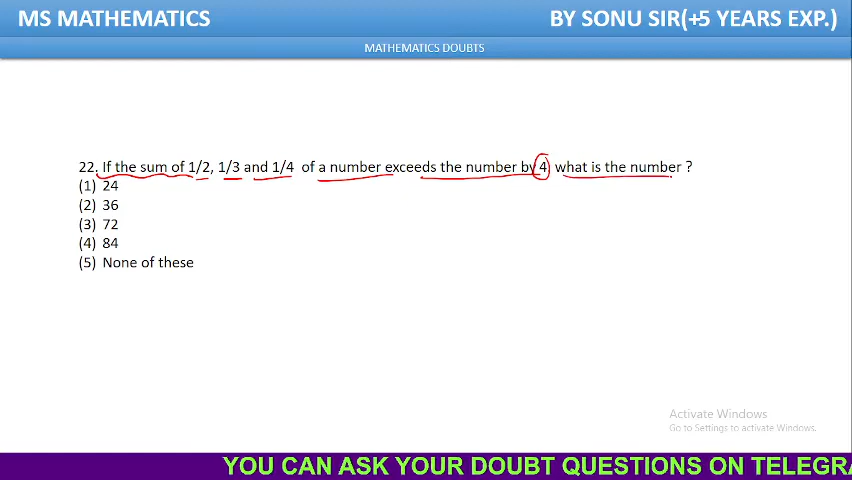 MS MATHEMATICS
BY SONU SIR(+5 YEARS EXP.)
MATHEMATICS DOUBTS
22. If the sum of 1/2, 1/3 and 1/4 of a number exceeds the number by 4 what is the number ?
(1) 24
(2) 36
(3) 72
(4) 84
(5) None of these
Activate Windows
Go to Settings to activate Windows.
YOU CAN ASK YOUR DOUBT QUESTIONS ON TELEGRA